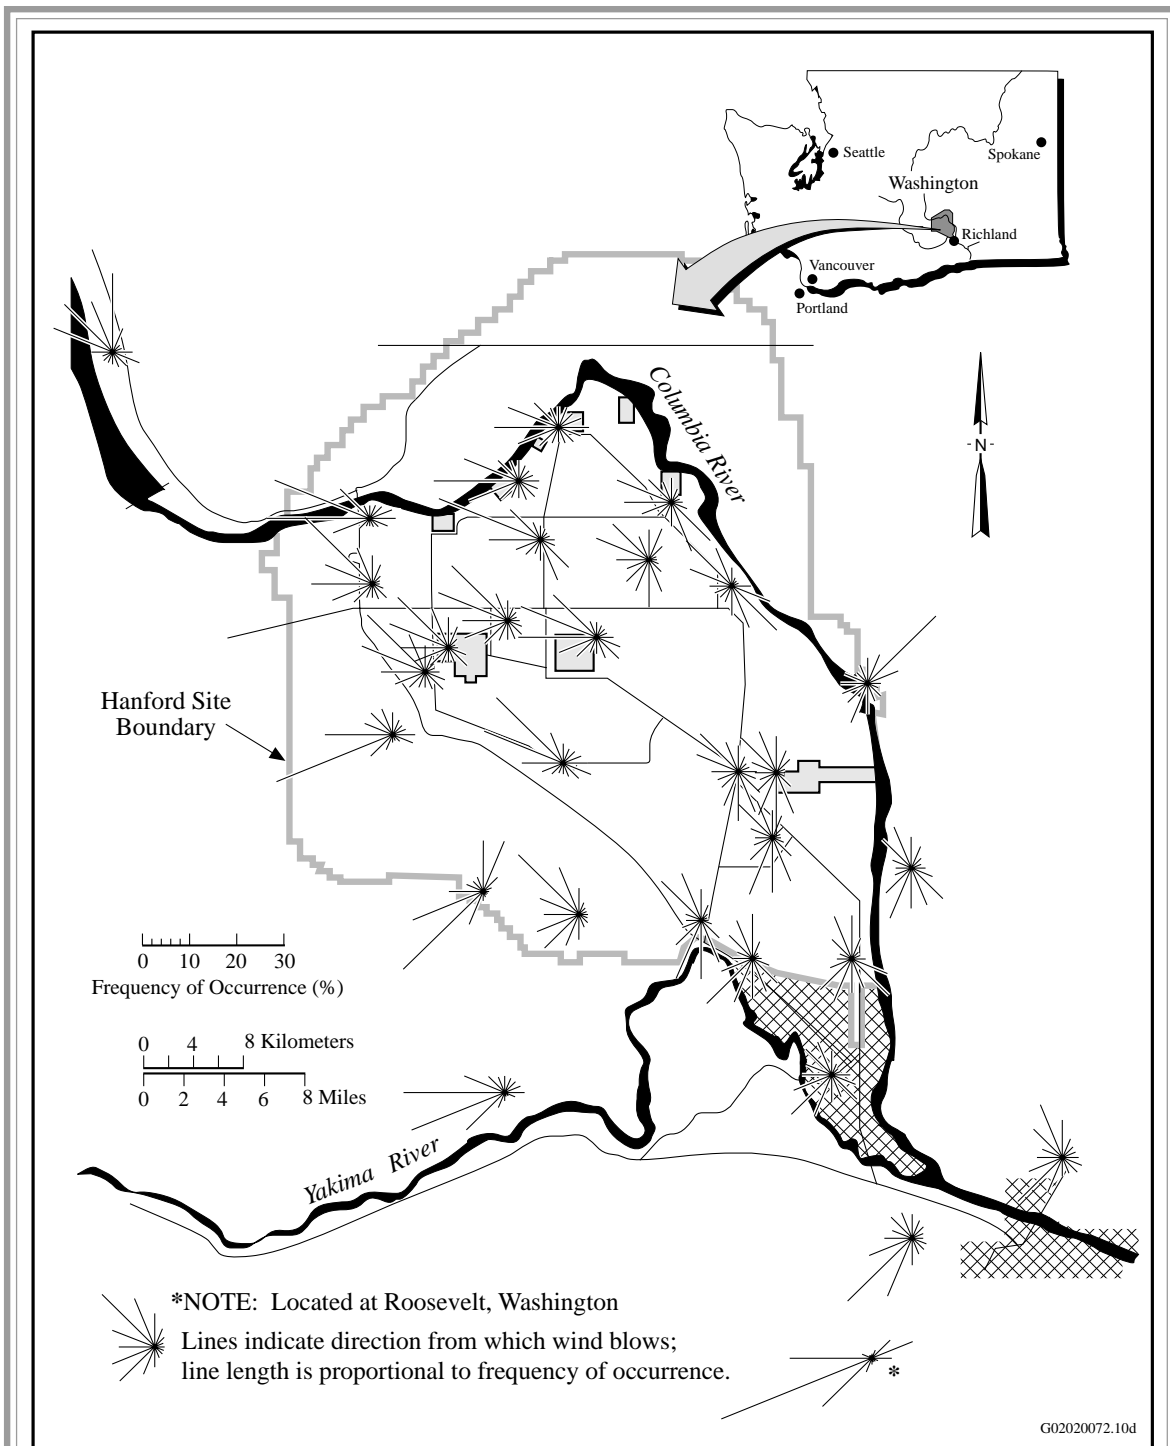 Seattle
Spokane
Washington
Richland
Vancouver
Portland
Columbia River
-N-
Hanford Site
Boundary
0 10 20 30
Frequency of Occurrence (%)
0 4 8 Kilometers
0 2 4 6 8 Miles
Yakima River
*NOTE: Located at Roosevelt, Washington
Lines indicate direction from which wind blows;
line length is proportional to frequency of occurrence.
*
G02020072.10d